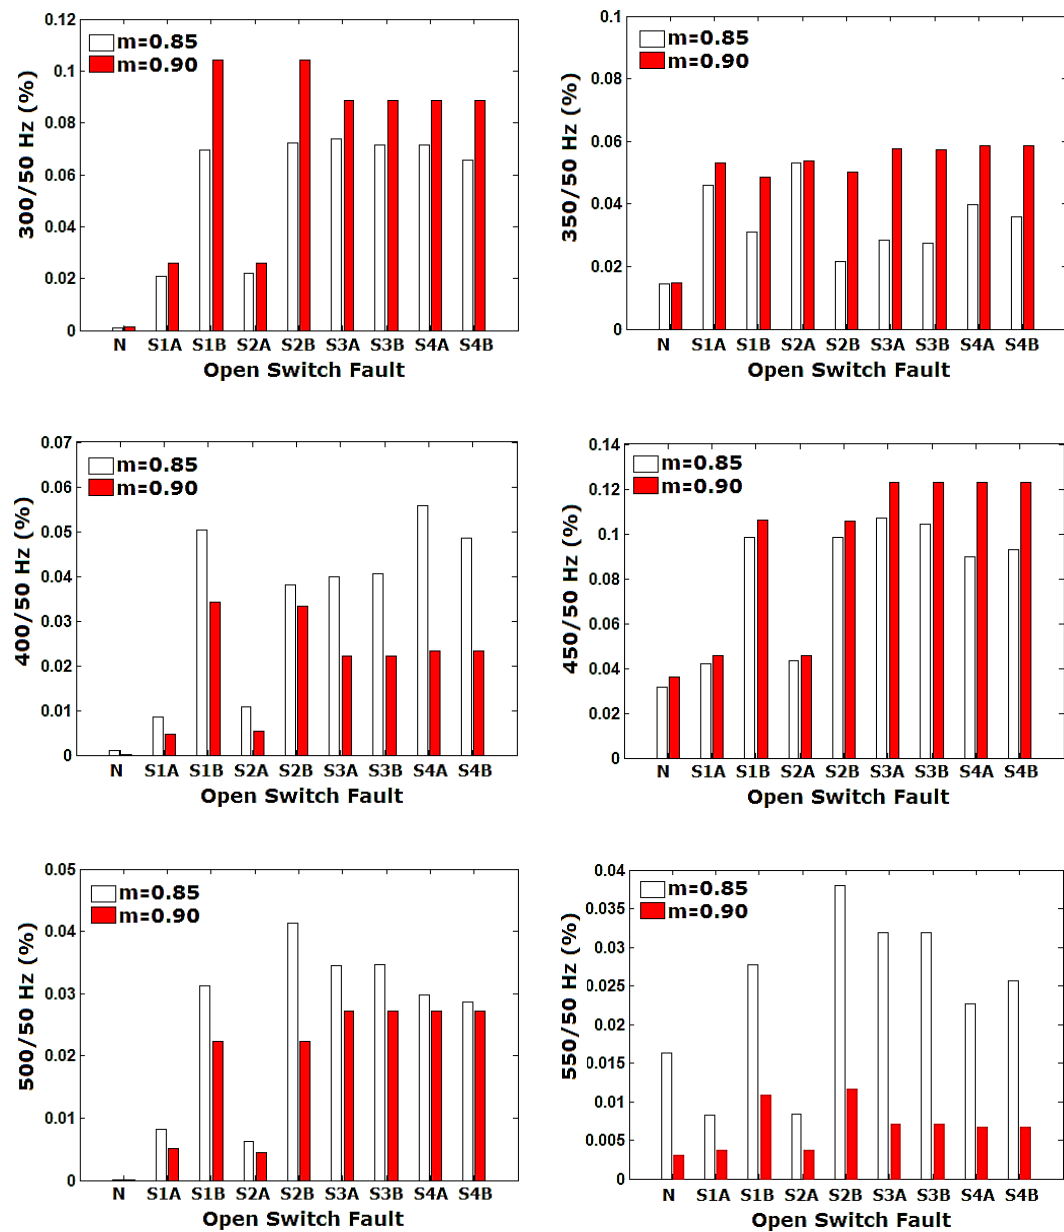 300/50 Hz (%)
0.12
0.1
0.08
0.06
0.04
0.02
0
m=0.85
m=0.90
N S1A S1B S2A S2B S3A S3B S4A S4B
Open Switch Fault
350/50 Hz (%)
0.1
0.08
0.06
0.04
0.02
0
m=0.85
m=0.90
N S1A S1B S2A S2B S3A S3B S4A S4B
Open Switch Fault
400/50 Hz (%)
0.07
0.06
0.05
0.04
0.03
0.02
0.01
0
m=0.85
m=0.90
N S1A S1B S2A S2B S3A S3B S4A S4B
Open Switch Fault
450/50 Hz (%)
0.14
0.12
0.1
0.08
0.06
0.04
0.02
0
m=0.85
m=0.90
N S1A S1B S2A S2B S3A S3B S4A S4B
Open Switch Fault
500/50 Hz (%)
0.05
0.04
0.03
0.02
0.01
0
m=0.85
m=0.90
N S1A S1B S2A S2B S3A S3B S4A S4B
Open Switch Fault
550/50 Hz (%)
0.04
0.035
0.03
0.025
0.02
0.015
0.01
0.005
0
m=0.85
m=0.90
N S1A S1B S2A S2B S3A S3B S4A S4B
Open Switch Fault